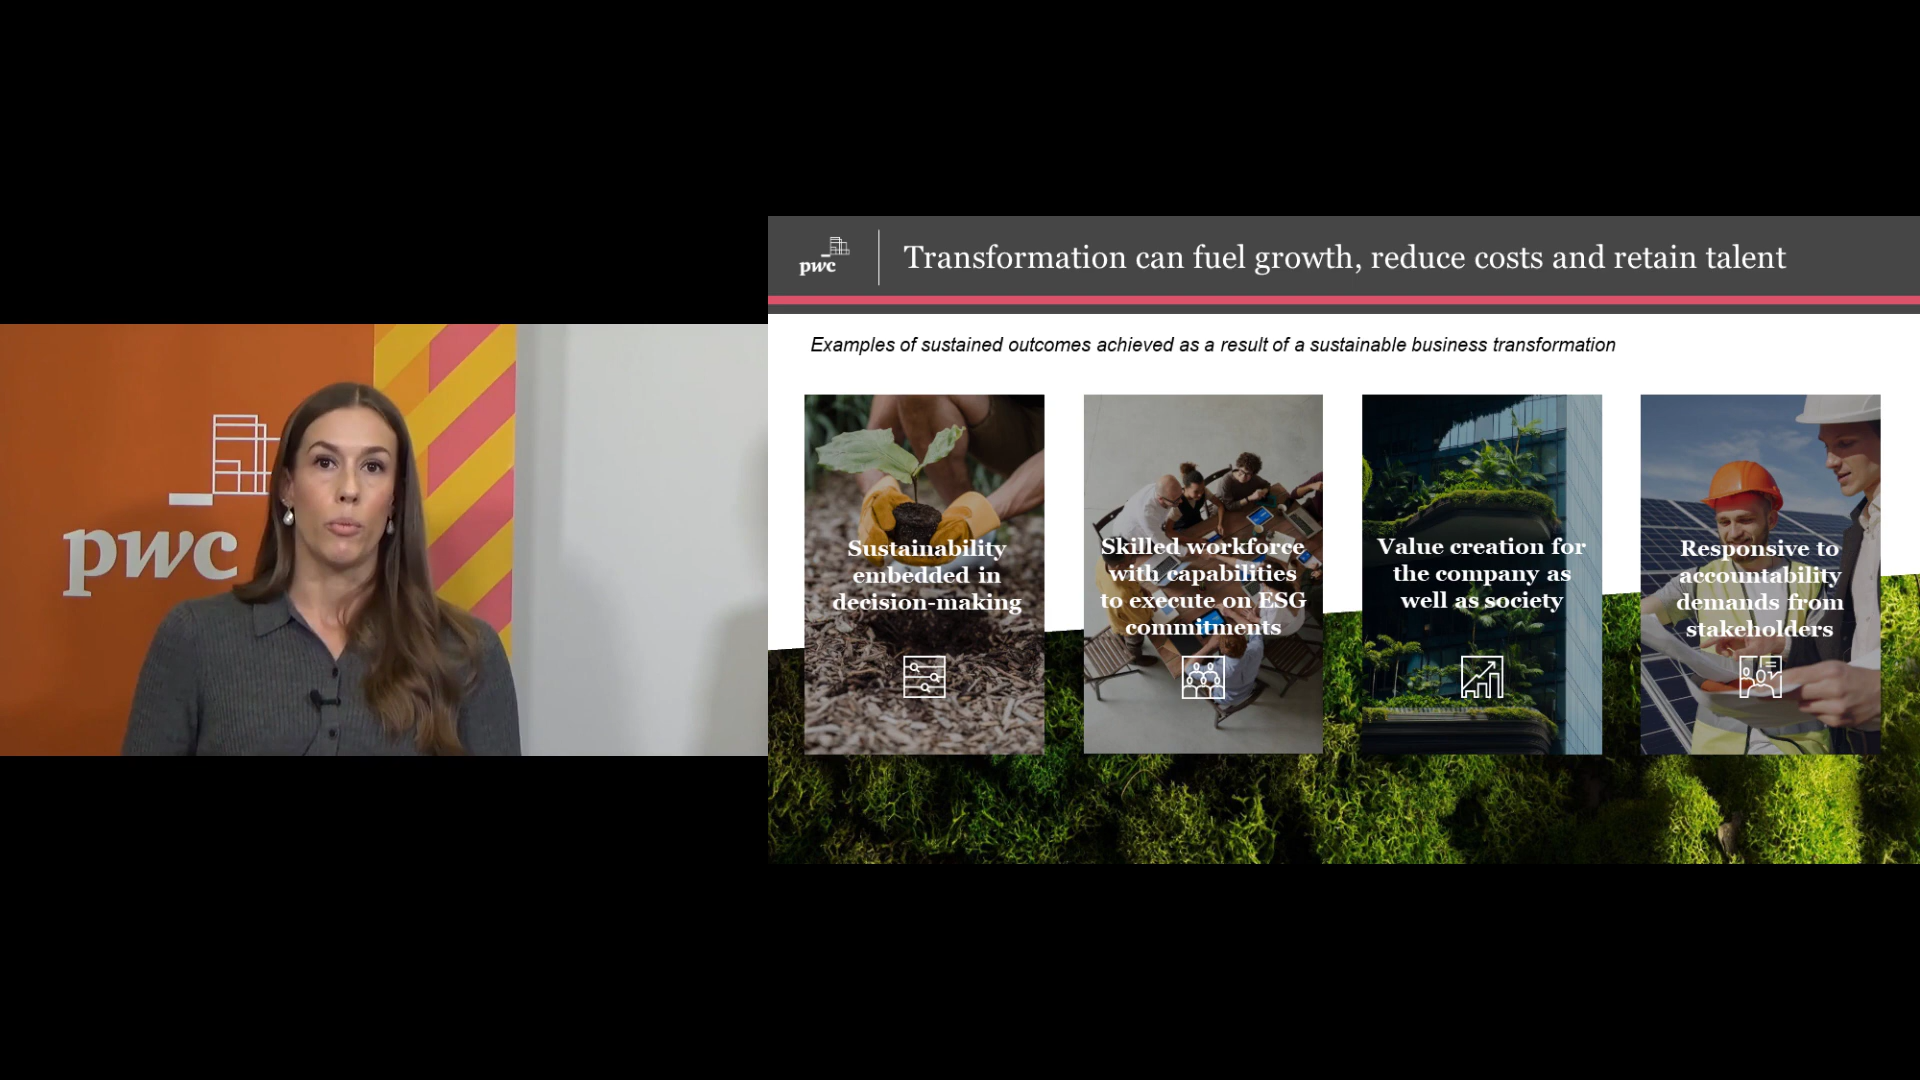 pwc
pwc
Transformation can fuel growth, reduce costs and retain talent
Examples of sustained outcomes achieved as a result of a sustainable business transformation
Sustainability
embedded in
decision-making
Skilled workforce
with capabilities
to execute on ESG
commitments
Value creation for
the company as
well as society
Responsive to
accountability
demands from
stakeholders